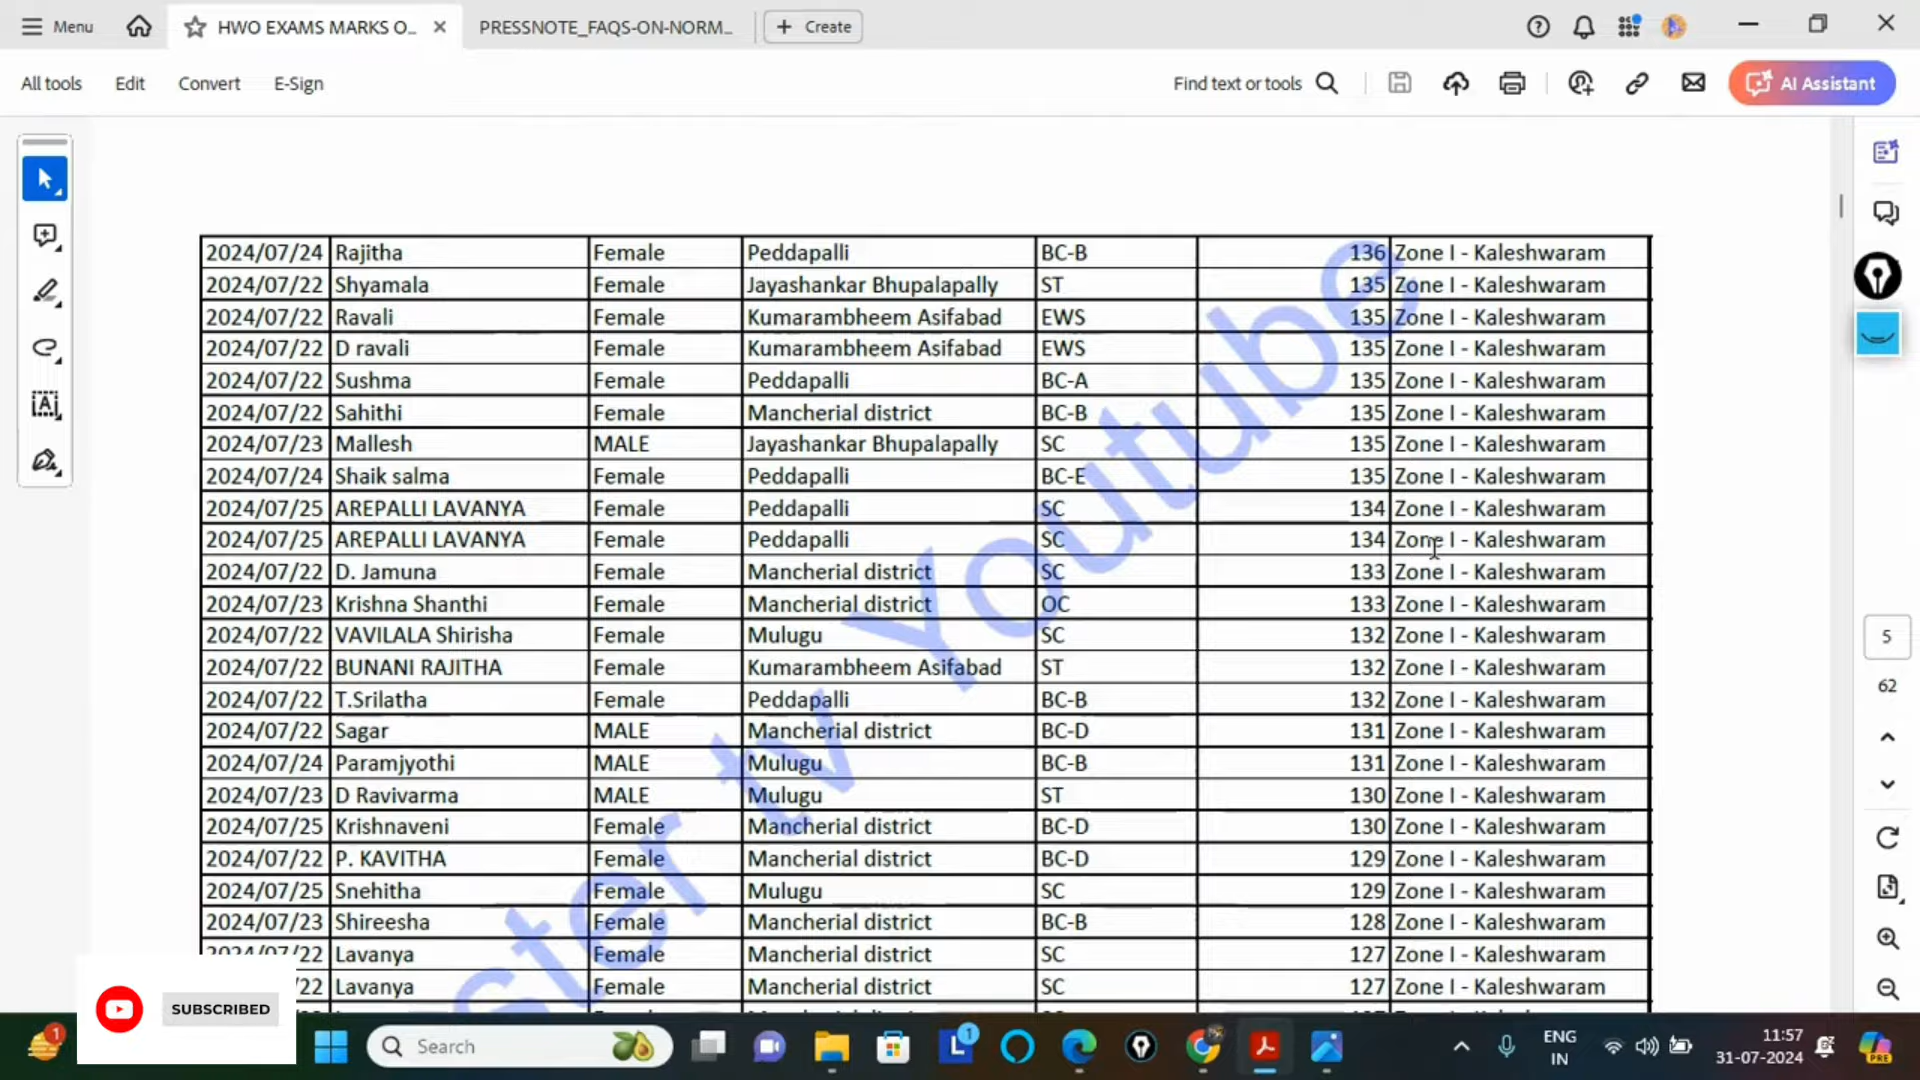 Menu HWO EXAMS MARKS O... PRESSNOTE_FAQS-ON-NORM... Create
All tools Edit Convert E-Sign Find text or tools AI Assistant
2024/07/24 Rajitha Female Peddapalli BC-B 136 Zone I - Kaleshwaram
2024/07/22 Shyamala Female Jayashankar Bhupalapally ST 135 Zone I - Kaleshwaram
2024/07/22 Ravali Female Kumarambheem Asifabad EWS 135 Zone I - Kaleshwaram
2024/07/22 D ravali Female Kumarambheem Asifabad EWS 135 Zone I - Kaleshwaram
2024/07/22 Sushma Female Peddapalli BC-A 135 Zone I - Kaleshwaram
2024/07/22 Sahithi Female Mancherial district BC-B 135 Zone I - Kaleshwaram
2024/07/23 Mallesh MALE Jayashankar Bhupalapally SC 135 Zone I - Kaleshwaram
2024/07/24 Shaik salma Female Peddapalli BC-E 135 Zone I - Kaleshwaram
2024/07/25 AREPALLI LAVANYA Female Peddapalli SC 134 Zone I - Kaleshwaram
2024/07/25 AREPALLI LAVANYA Female Peddapalli SC 134 Zone I - Kaleshwaram
2024/07/22 D. Jamuna Female Mancherial district SC 133 Zone I - Kaleshwaram
2024/07/23 Krishna Shanthi Female Mancherial district OC 133 Zone I - Kaleshwaram
2024/07/22 VAVILALA Shirisha Female Mulugu SC 132 Zone I - Kaleshwaram
2024/07/22 BUNANI RAJITHA Female Kumarambheem Asifabad ST 132 Zone I - Kaleshwaram
2024/07/22 T.Srilatha Female Peddapalli BC-B 132 Zone I - Kaleshwaram
2024/07/22 Sagar MALE Mancherial district BC-D 131 Zone I - Kaleshwaram
2024/07/24 Paramjyothi MALE Mulugu BC-B 131 Zone I - Kaleshwaram
2024/07/23 D Ravivarma MALE Mulugu ST 130 Zone I - Kaleshwaram
2024/07/25 Krishnaveni Female Mancherial district BC-D 130 Zone I - Kaleshwaram
2024/07/22 P. KAVITHA Female Mancherial district BC-D 129 Zone I - Kaleshwaram
2024/07/25 Snehitha Female Mulugu SC 129 Zone I - Kaleshwaram
2024/07/23 Shireesha Female Mancherial district BC-B 128 Zone I - Kaleshwaram
2024/07/22 Lavanya Female Mancherial district SC 127 Zone I - Kaleshwaram
/22 Lavanya Female Mancherial district SC 127 Zone I - Kaleshwaram
ster tv Youtube
5
62
SUBSCRIBED
1 Search 1 ENG 11:57
IN 31-07-2024
PRE